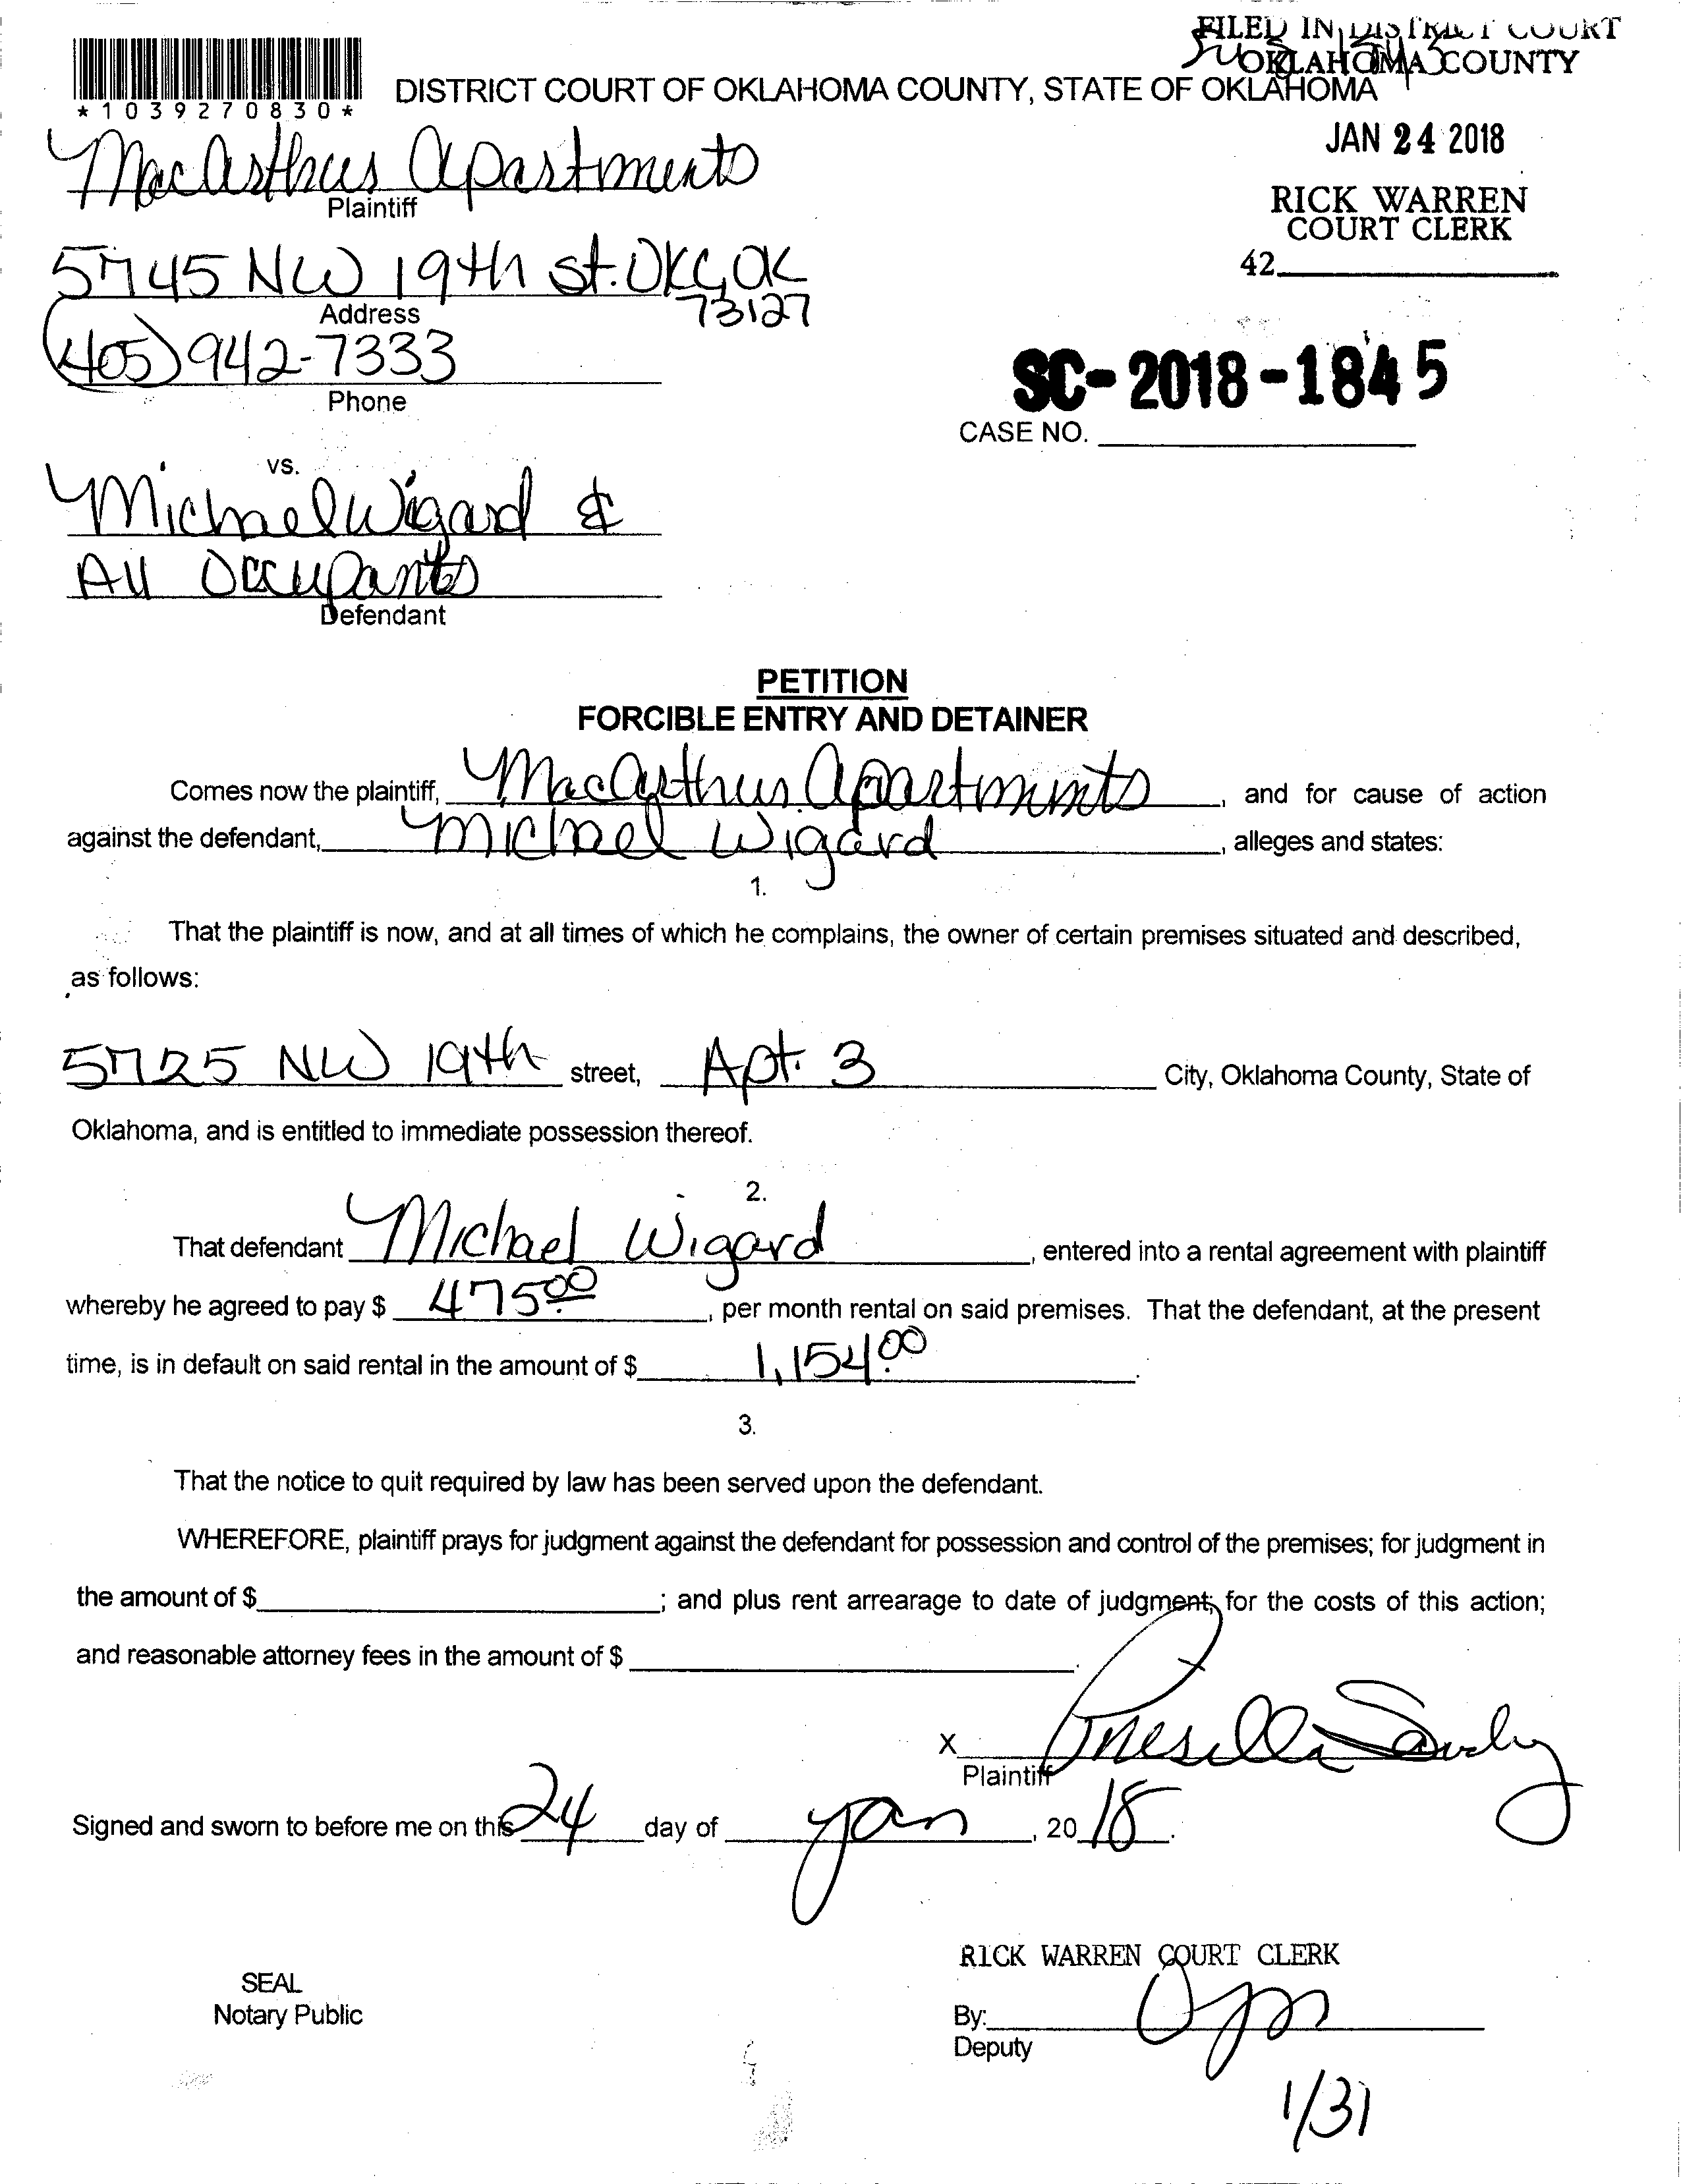 FILED IN DISTRICT COURT
OKLAHOMA COUNTY
*1039270830*
DISTRICT COURT OF OKLAHOMA COUNTY, STATE OF OKLAHOMA
JAN 24 2018
MacArthur Apartments
Plaintiff
RICK WARREN
COURT CLERK
5745 NW 19th St. OKC, OK
73127
Address
42
(405) 942-7333
Phone
SC-2018-1845
CASE NO.
vs.
Michael Wigard &
All Occupants
Defendant
PETITION
FORCIBLE ENTRY AND DETAINER
Comes now the plaintiff, MacArthur Apartments, and for cause of action
against the defendant, Michael Wigard, alleges and states:
1.
That the plaintiff is now, and at all times of which he complains, the owner of certain premises situated and described,
as follows:
5725 NW 19th street, Apt. 3 City, Oklahoma County, State of
Oklahoma, and is entitled to immediate possession thereof.
2.
That defendant Michael Wigard, entered into a rental agreement with plaintiff
whereby he agreed to pay $ 475.00, per month rental on said premises. That the defendant, at the present
time, is in default on said rental in the amount of $ 1,154.00.
3.
That the notice to quit required by law has been served upon the defendant.
WHEREFORE, plaintiff prays for judgment against the defendant for possession and control of the premises; for judgment in
the amount of $ ; and plus rent arrearage to date of judgment; for the costs of this action;
and reasonable attorney fees in the amount of $ .
X
Plaintiff
Signed and sworn to before me on this 24 day of Jan, 2018.
RICK WARREN COURT CLERK
SEAL
Notary Public
By:
Deputy
1/31